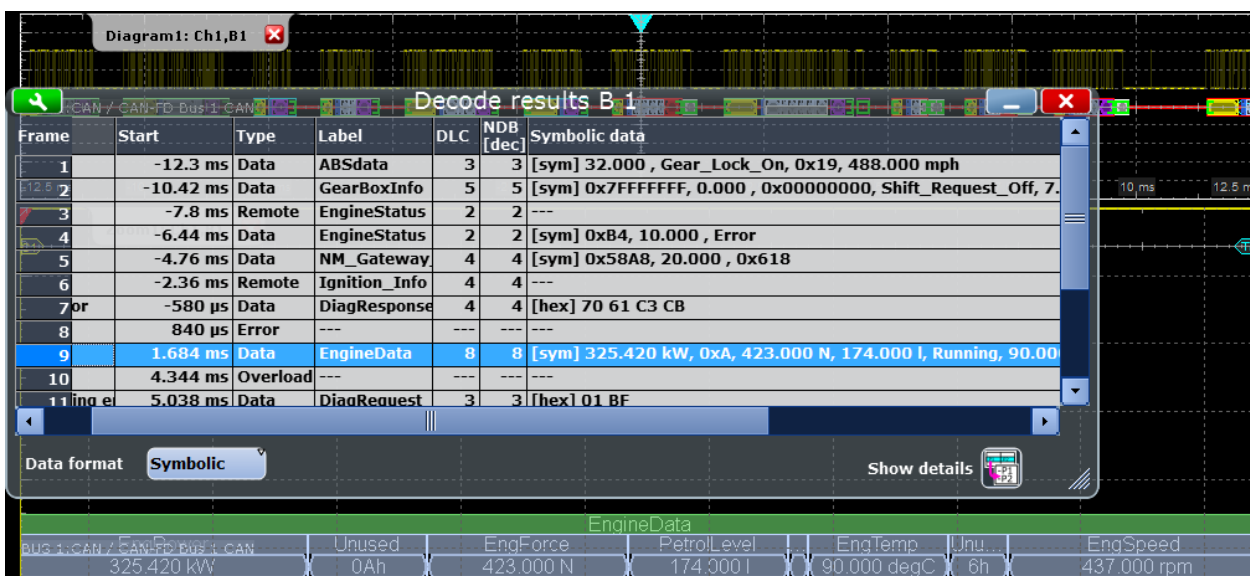 Diagram1: Ch1,B1
Decode results B 1
Frame Start Type Label DLC NDB [dec] Symbolic data
1 -12.3 ms Data ABSdata 3 3 [sym] 32.000 , Gear_Lock_On, 0x19, 488.000 mph
2 -10.42 ms Data GearBoxInfo 5 5 [sym] 0x7FFFFFFF, 0.000 , 0x00000000, Shift_Request_Off, 7.
3 -7.8 ms Remote EngineStatus 2 2 ---
4 -6.44 ms Data EngineStatus 2 2 [sym] 0xB4, 10.000 , Error
5 -4.76 ms Data NM_Gateway_ 4 4 [sym] 0x58A8, 20.000 , 0x618
6 -2.36 ms Remote Ignition_Info 4 4 ---
7 or -580 µs Data DiagResponse 4 4 [hex] 70 61 C3 CB
8 840 µs Error --- --- --- ---
9 1.684 ms Data EngineData 8 8 [sym] 325.420 kW, 0xA, 423.000 N, 174.000 l, Running, 90.00
10 4.344 ms Overload --- --- --- ---
11 ing er 5.038 ms Data DiagRequest 3 3 [hex] 01 BF
10 ms 12.5 m
Data format Symbolic Show details
EngineData
BUS 1:CAN / CAN-FD Bus 1 CAN EngPower Unused EngForce PetrolLevel EngTemp Unu... EngSpeed
325.420 kW 0Ah 423.000 N 174.000 l 90.000 degC 6h 437.000 rpm